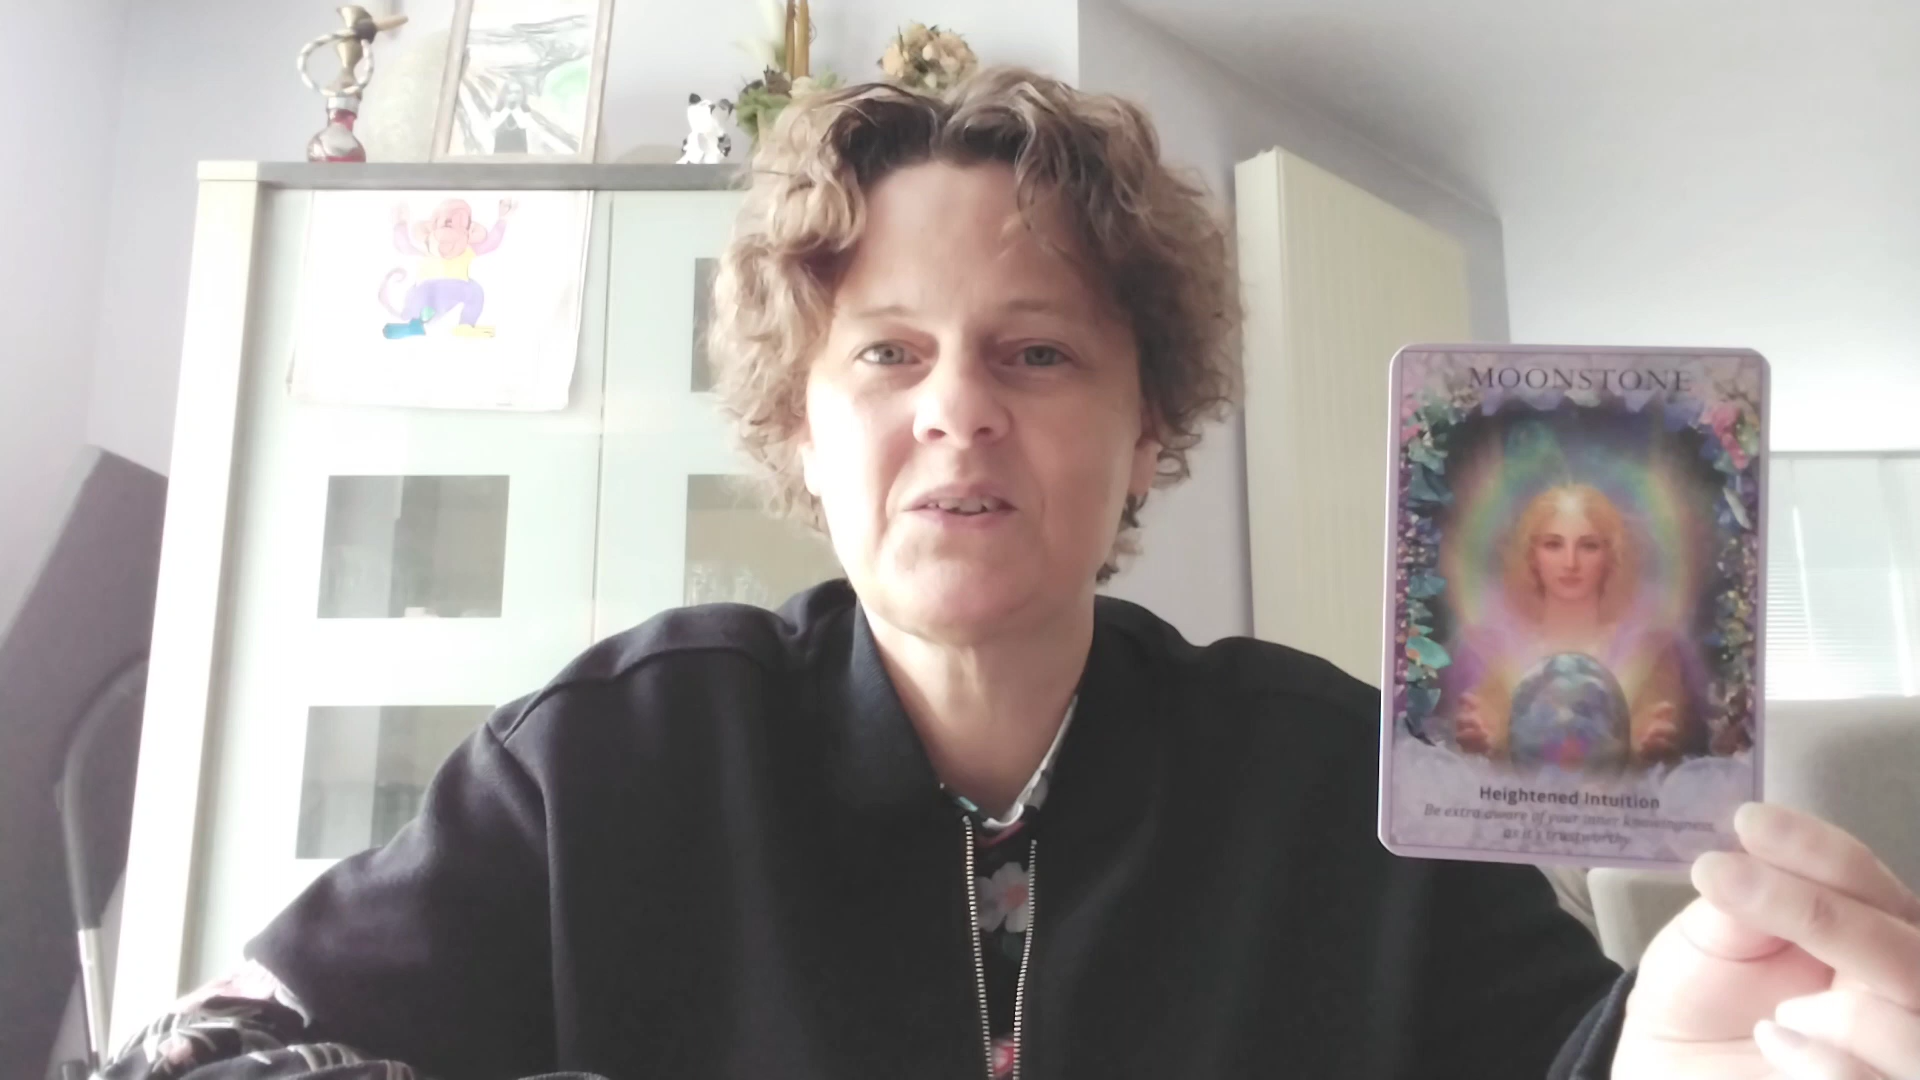 MOONSTONE
Heightened Intuition
Be extra aware of your inner knowingness,
as it's trustworthy.